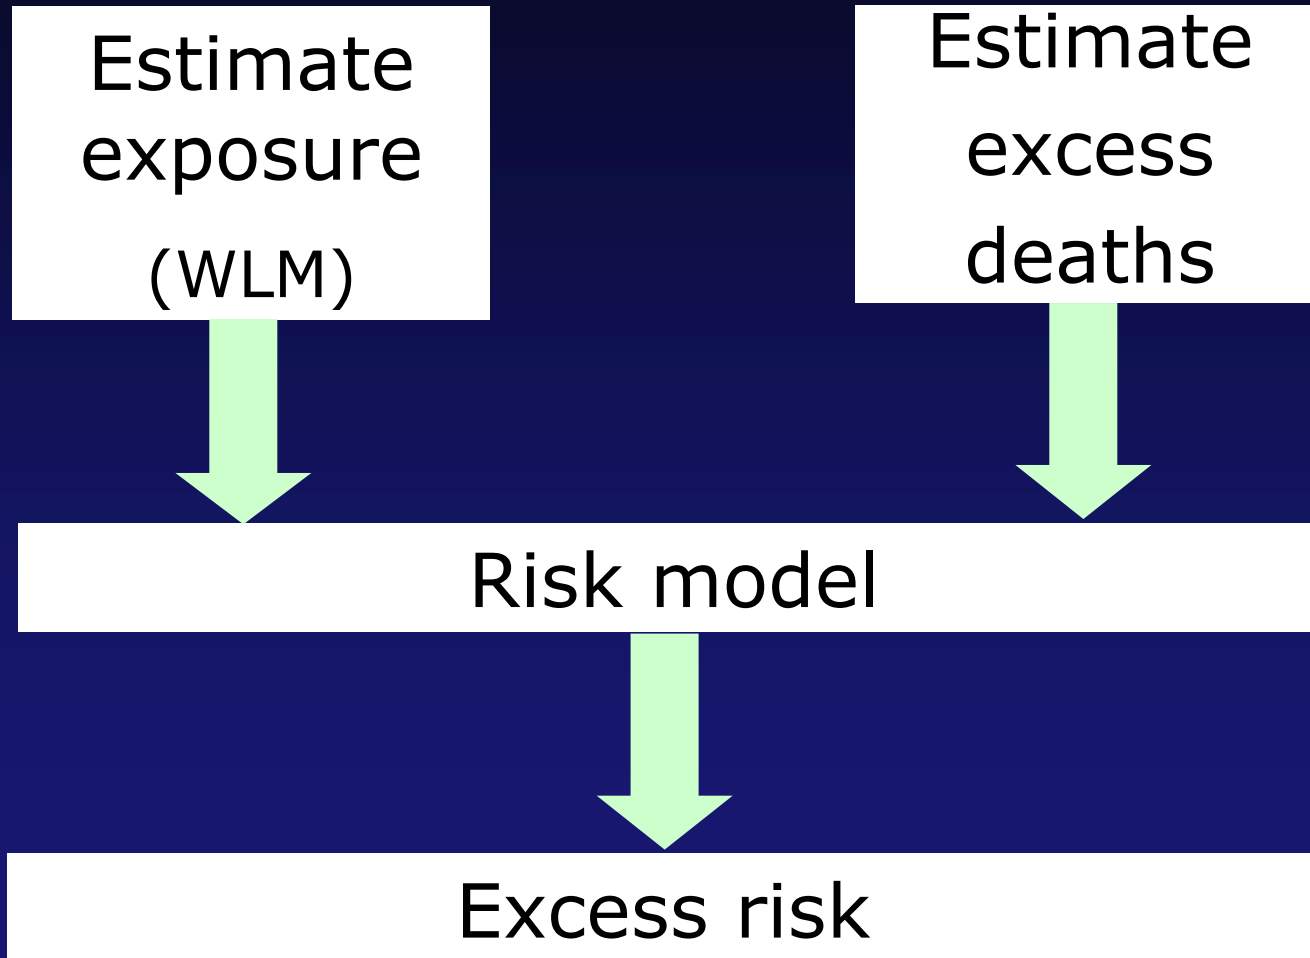 Estimate
exposure
(WLM)
Estimate
excess
deaths
Risk model
Excess risk